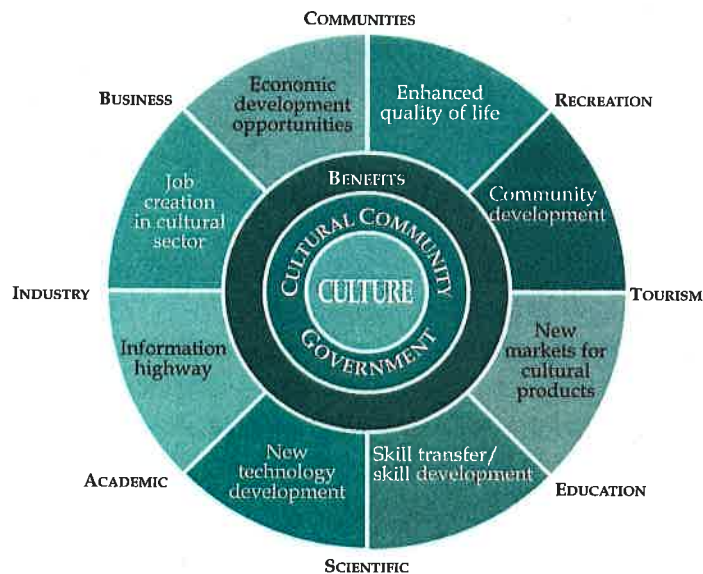 COMMUNITIES
BUSINESS
RECREATION
Economic
development
opportunities
Enhanced
quality of life
Job
creation
in cultural
sector
BENEFITS
Community
development
CULTURAL COMMUNITY
CULTURE
GOVERNMENT
INDUSTRY
TOURISM
Information
highway
New
markets for
cultural
products
New
technology
development
Skill transfer/
skill development
ACADEMIC
EDUCATION
SCIENTIFIC